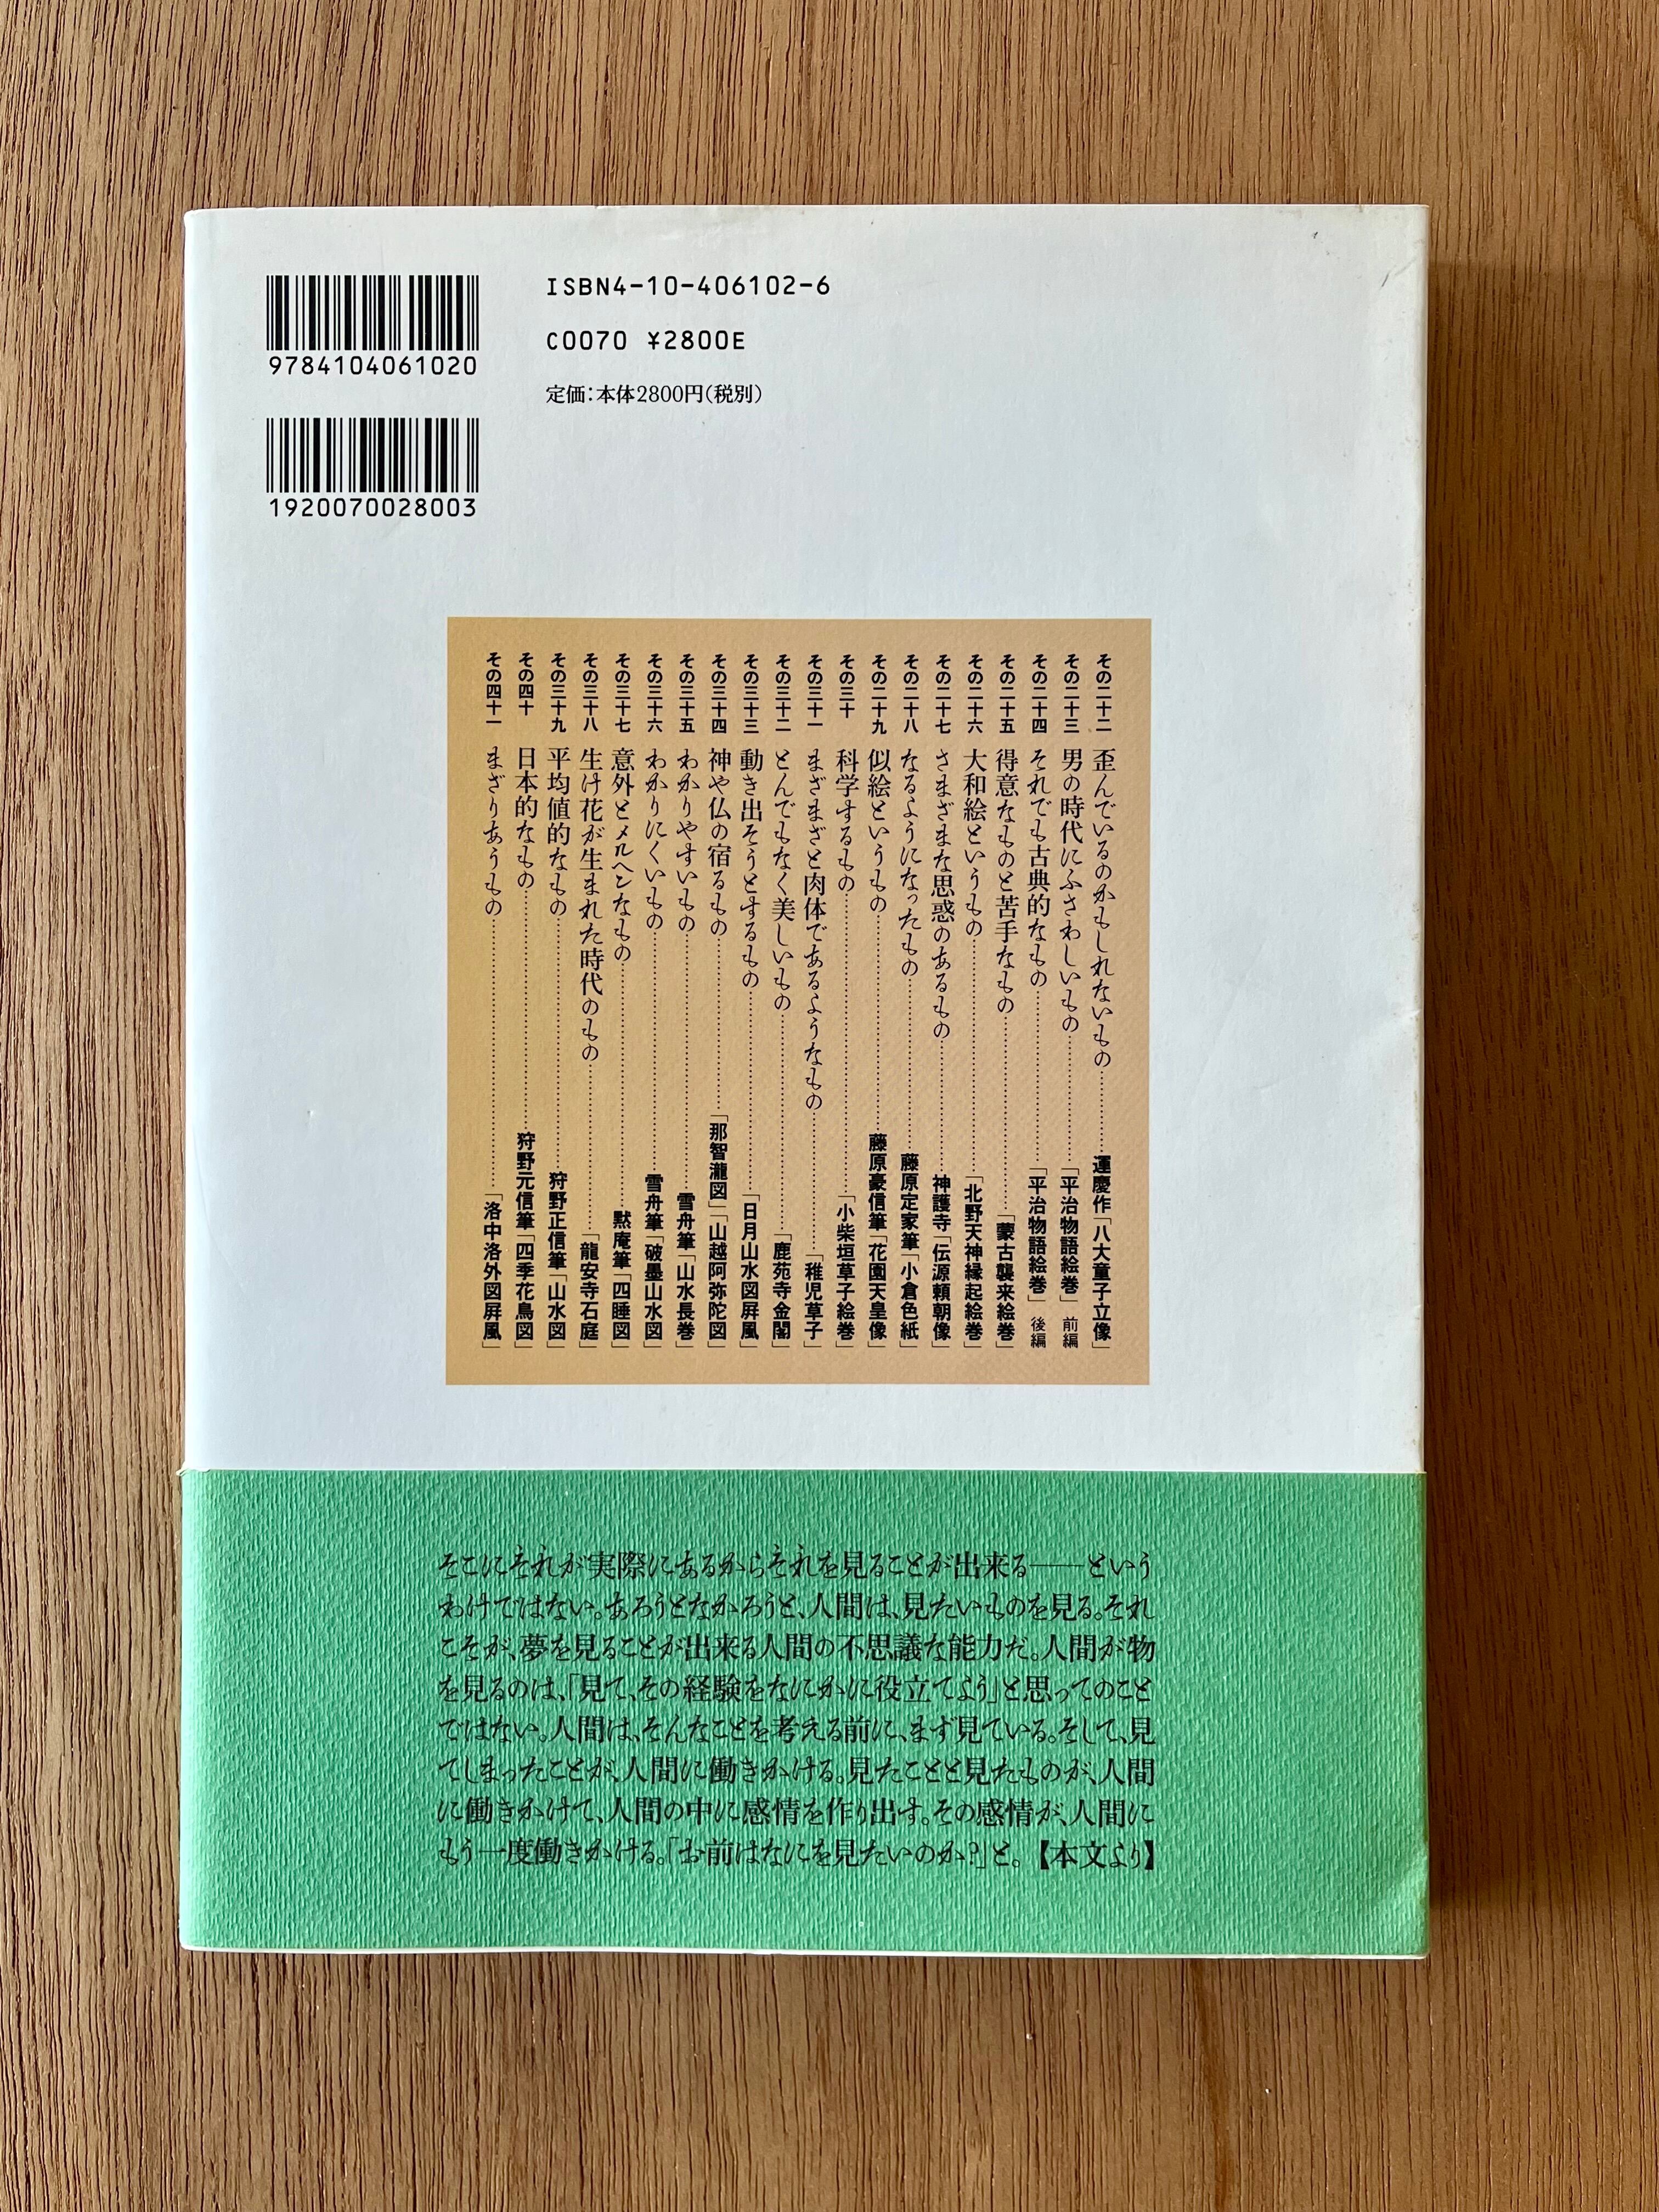 ISBN4-10-406102-6
C0070 ¥2800E
定価：本体2800円（税別）
9784104061020
1920070028003
その二十二 歪んでいるのかもしれないもの…………運慶作「八大童子立像」
その二十三 男の時代にふさわしいもの…………「平治物語絵巻」前編
その二十四 それでも古典的なもの…………「平治物語絵巻」後編
その二十五 得意なものと苦手なもの…………「蒙古襲来絵巻」
その二十六 大和絵というもの…………「北野天神縁起絵巻」
その二十七 さまざまな思惑のあるもの…………神護寺「伝源頼朝像」
その二十八 なるようになったもの…………藤原定家筆「小倉色紙」
その二十九 似絵というもの…………藤原豪信筆「花園天皇像」
その三十 科学するもの…………「小柴垣草子絵巻」
その三十一 まざまざと肉体であるようなもの…………「稚児草子」
その三十二 とんでもなく美しいもの…………「鹿苑寺金閣」
その三十三 動き出そうとするもの…………「日月山水図屛風」
その三十四 神や仏の宿るもの…………「那智瀧図」「山越阿弥陀図」
その三十五 わかりやすいもの…………雪舟筆「山水長巻」
その三十六 わかりにくいもの…………雪舟筆「破墨山水図」
その三十七 意外とメルヘンなもの…………黙庵筆「四睡図」
その三十八 生け花が生まれた時代のもの…………「龍安寺石庭」
その三十九 平均値的なもの…………狩野正信筆「山水図」
その四十 日本的なもの…………狩野元信筆「四季花鳥図」
その四十一 まざりあうもの…………「洛中洛外図屛風」
そこにそれが実際にあるからそれを見ることが出来る――という
わけではない。あろうとなかろうと、人間は、見たいものを見る。それ
こそが、夢を見ることが出来る人間の不思議な能力だ。人間が物
を見るのは、「見て、その経験をなにかに役立てよう」と思ってのこと
ではない。人間は、そんなことを考える前に、まず見ている。そして、見
てしまったことが、人間に働きかける。見たことと見たものが、人間
に働きかけて、人間の中に感情を作り出す。その感情が、人間に
もう一度働きかける。「お前はなにを見たいのか？」と。【本文より】